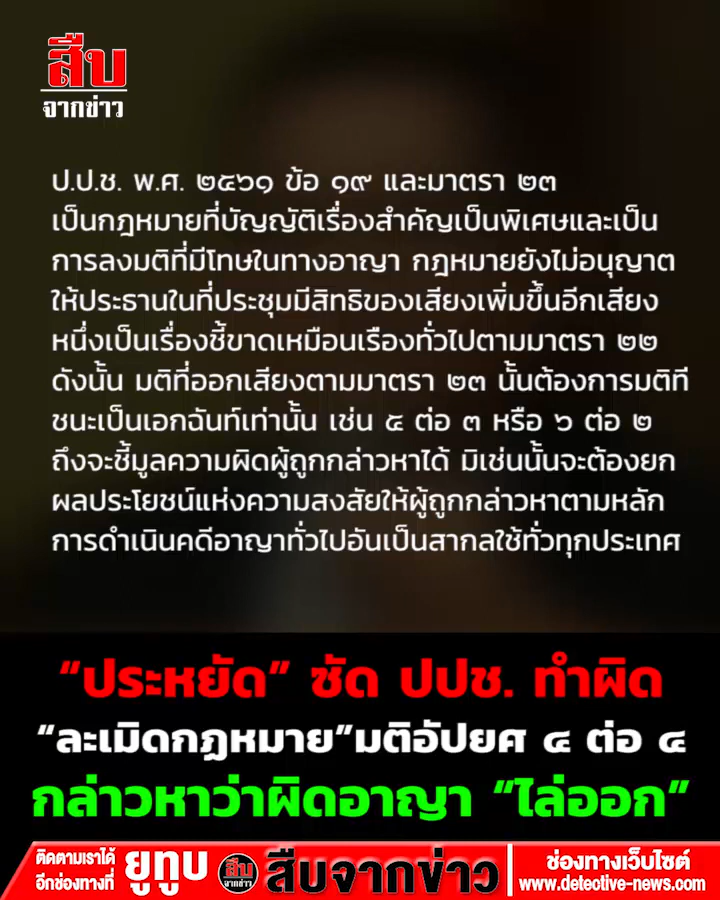 สืบ
จากข่าว
ป.ป.ช. พ.ศ. ๒๕๖๑ ข้อ ๑๙ และมาตรา ๒๓
เป็นกฎหมายที่บัญญัติเรื่องสำคัญเป็นพิเศษและเป็น
การลงมติที่มีโทษในทางอาญา กฎหมายยังไม่อนุญาต
ให้ประธานในที่ประชุมมีสิทธิของเสียงเพิ่มขึ้นอีกเสียง
หนึ่งเป็นเรื่องชี้ขาดเหมือนเรืองทั่วไปตามมาตรา ๒๒
ดังนั้น มติที่ออกเสียงตามมาตรา ๒๓ นั้นต้องการมติที
ชนะเป็นเอกฉันท์เท่านั้น เช่น ๕ ต่อ ๓ หรือ ๖ ต่อ ๒
ถึงจะชี้มูลความผิดผู้ถูกกล่าวหาได้ มิเช่นนั้นจะต้องยก
ผลประโยชน์แห่งความสงสัยให้ผู้ถูกกล่าวหาตามหลัก
การดำเนินคดีอาญาทั่วไปอันเป็นสากลใช้ทั่วทุกประเทศ
“ประหยัด” ซัด ปปช. ทำผิด
“ละเมิดกฎหมาย”มติอัปยศ ๔ ต่อ ๔
กล่าวหาว่าผิดอาญา “ไล่ออก”
ติดตามเราได้
อีกช่องทางที่
ยูทูบ
สืบ
จากข่าว
สืบจากข่าว
ช่องทางเว็บไซต์
www.detective-news.com